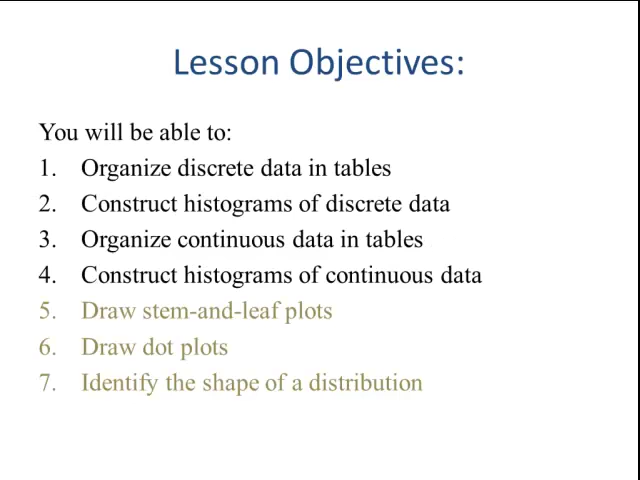 Lesson Objectives:
You will be able to:
1. Organize discrete data in tables
2. Construct histograms of discrete data
3. Organize continuous data in tables
4. Construct histograms of continuous data
5. Draw stem-and-leaf plots
6. Draw dot plots
7. Identify the shape of a distribution